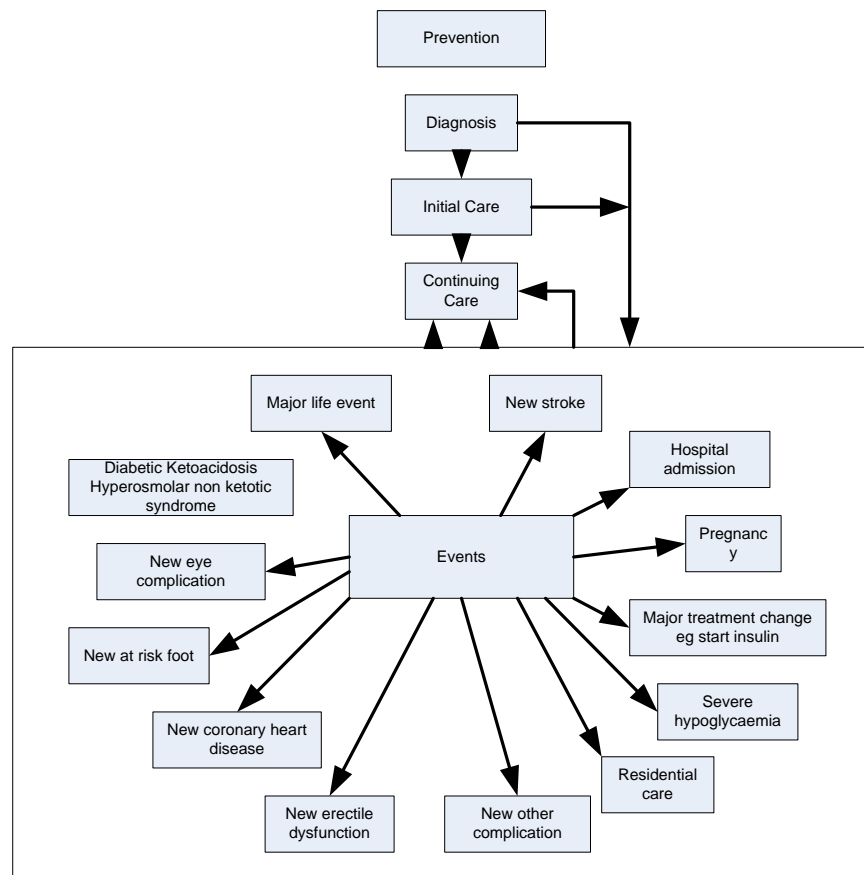 Prevention
Diagnosis
Initial Care
Continuing
Care
Major life event
New stroke
Hospital
admission
Diabetic Ketoacidosis
Hyperosmolar non ketotic
syndrome
Pregnanc
y
Events
New eye
complication
Major treatment change
eg start insulin
New at risk foot
Severe
hypoglycaemia
New coronary heart
disease
Residential
care
New erectile
dysfunction
New other
complication